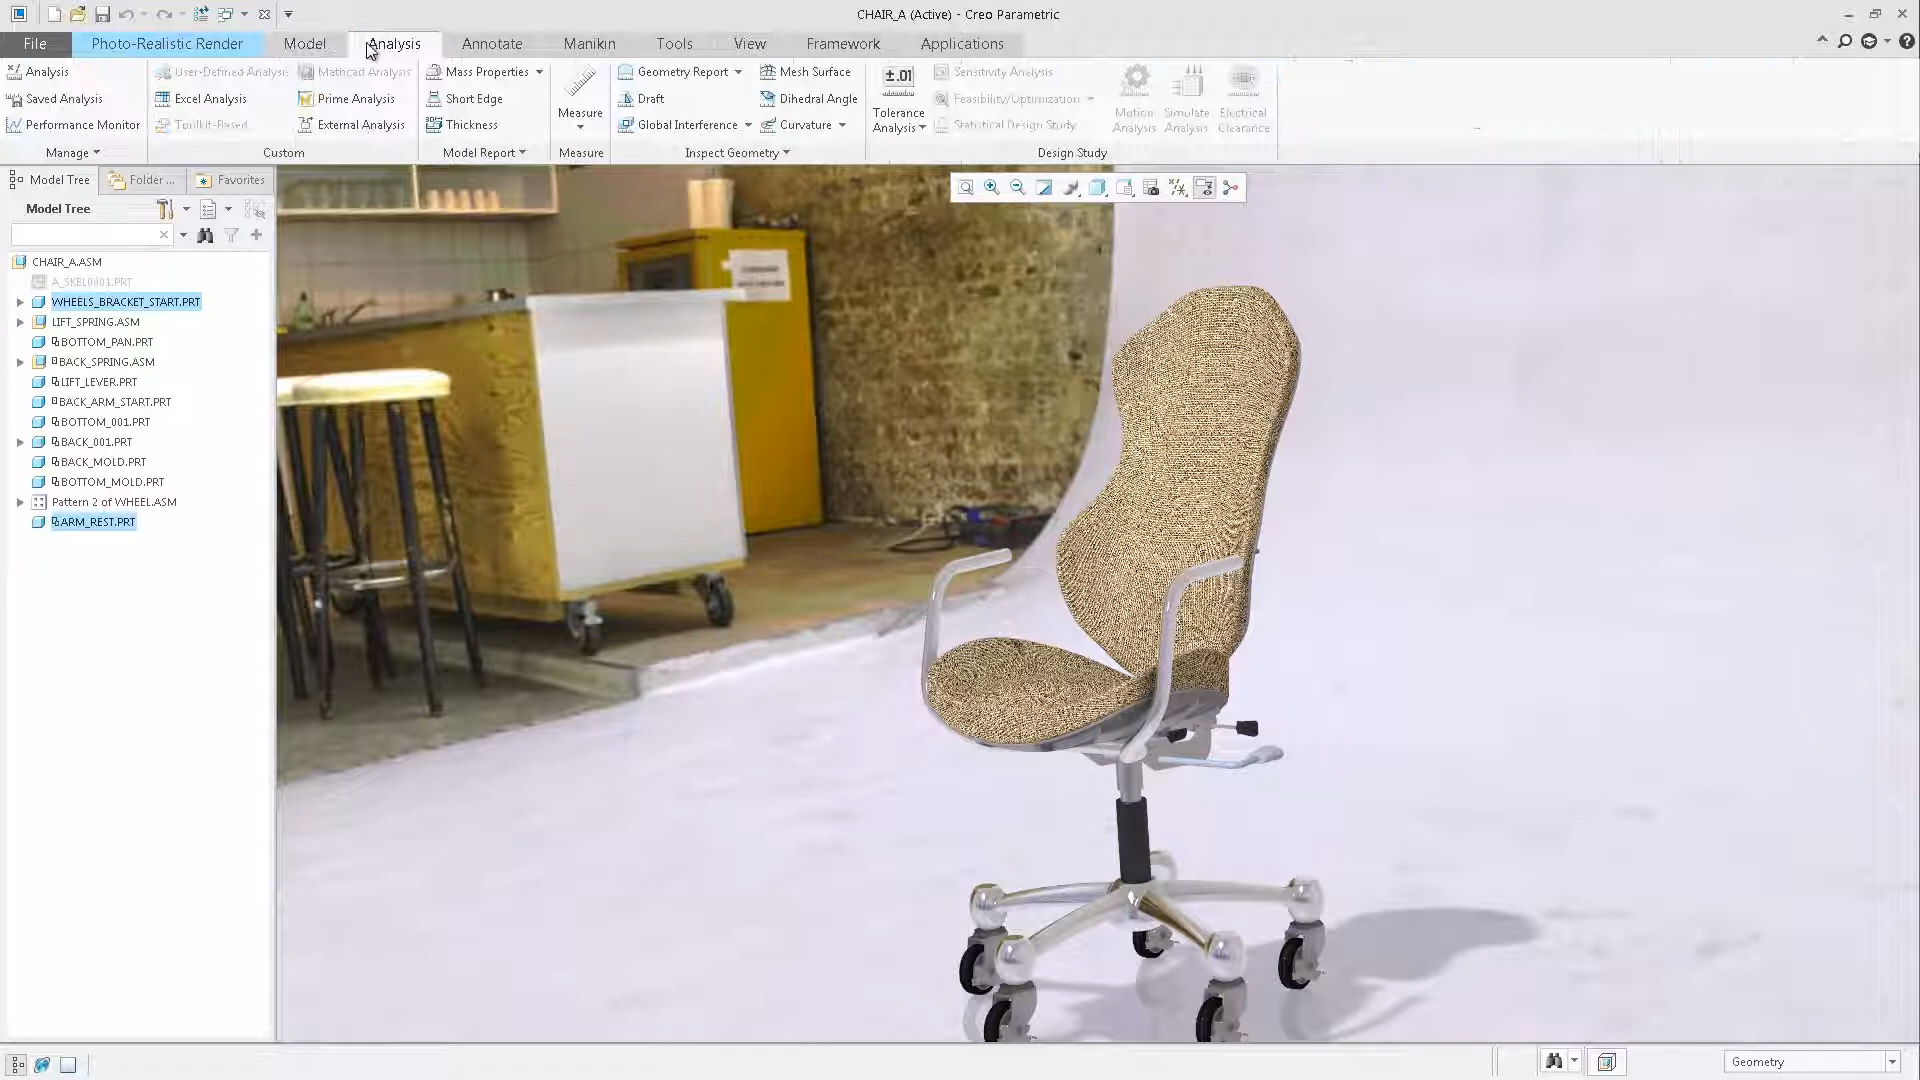 CHAIR_A (Active) - Creo Parametric
File Photo-Realistic Render Model Analysis Annotate Manikin Tools View Framework Applications
Analysis
Saved Analysis
Performance Monitor
Manage
User-Defined Analysis Mathcad Analysis
Excel Analysis Prime Analysis
Toolkit-Based External Analysis
Custom
Mass Properties
Short Edge
Thickness
Model Report
Measure
Measure
Geometry Report Mesh Surface
Draft Dihedral Angle
Global Interference Curvature
Inspect Geometry
±.01
Tolerance
Analysis
Sensitivity Analysis
Feasibility/Optimization
Statistical Design Study
Motion
Analysis
Simulate
Analysis
Electrical
Clearance
Design Study
Model Tree Folder ... Favorites
Model Tree
CHAIR_A.ASM
A_SKEL0001.PRT
WHEELS_BRACKET_START.PRT
LIFT_SPRING.ASM
BOTTOM_PAN.PRT
BACK_SPRING.ASM
LIFT_LEVER.PRT
BACK_ARM_START.PRT
BOTTOM_001.PRT
BACK_001.PRT
BACK_MOLD.PRT
BOTTOM_MOLD.PRT
Pattern 2 of WHEEL.ASM
ARM_REST.PRT
Geometry